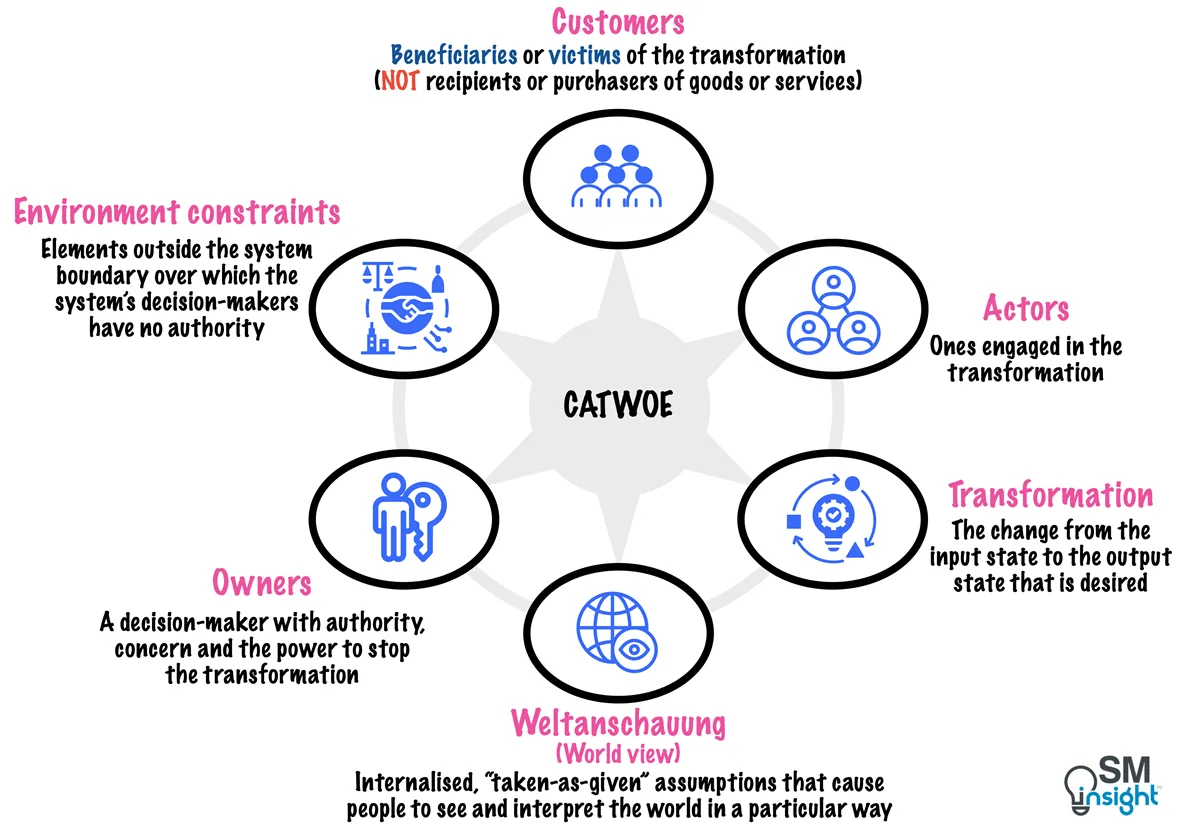 Customers
Beneficiaries or victims of the transformation
(NOT recipients or purchasers of goods or services)
Environment constraints
Elements outside the system
boundary over which the
system's decision-makers
have no authority
Actors
Ones engaged in the
transformation
CATWOE
Transformation
The change from the
input state to the output
state that is desired
Owners
A decision-maker with authority,
concern and the power to stop
the transformation
Weltanschauung
(World view)
Internalised, "taken-as-given" assumptions that cause
people to see and interpret the world in a particular way
SM
insight™